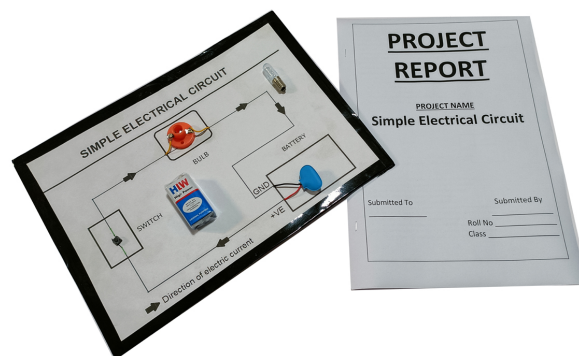 SIMPLE ELECTRICAL CIRCUIT
BULB
BATTERY
SWITCH
HW
GND
+VE
Direction of electric current
PROJECT
REPORT
PROJECT NAME
Simple Electrical Circuit
Submitted To
Submitted By
Roll No
Class